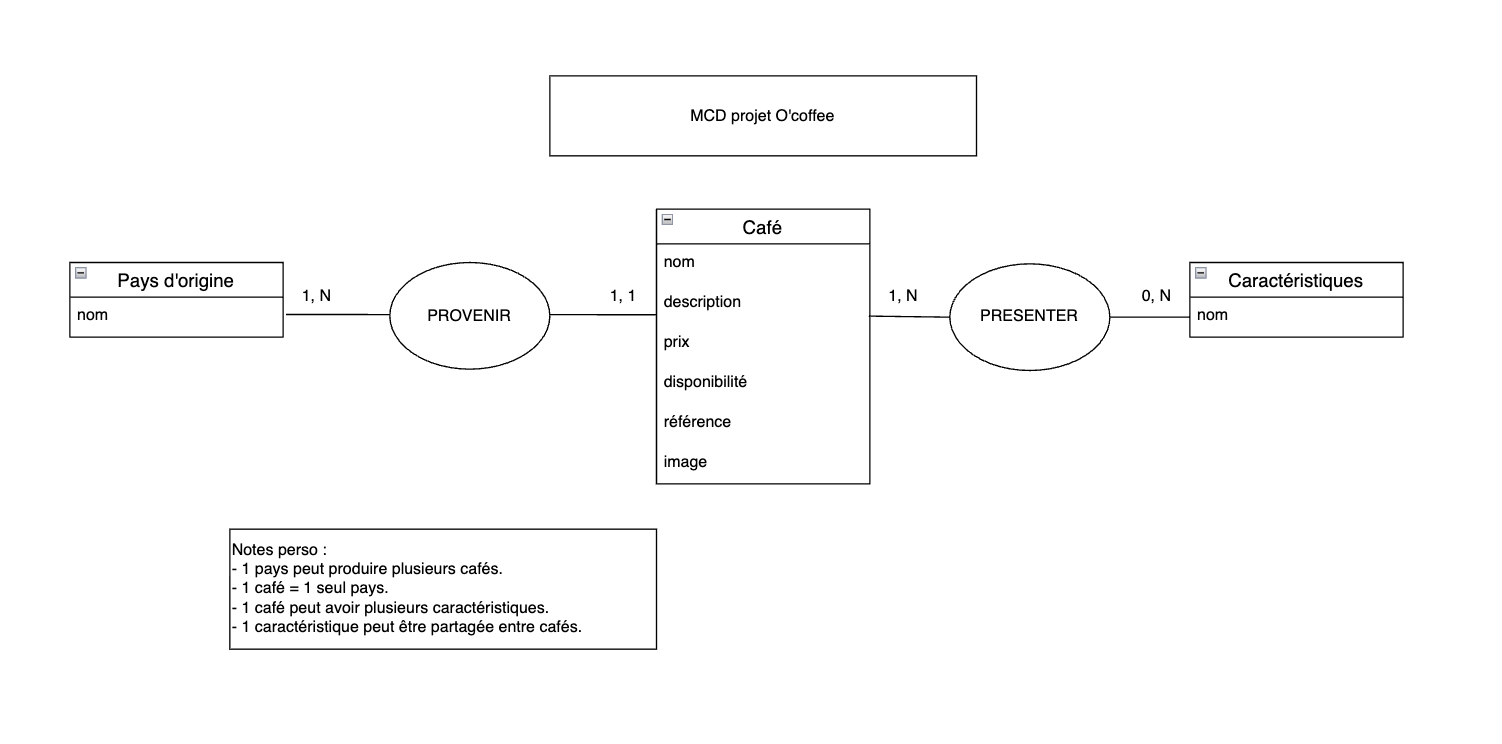 MCD projet O'coffee
Pays d'origine
nom
1, N
PROVENIR
1, 1
Café
nom
description
prix
disponibilité
référence
image
1, N
PRESENTER
0, N
Caractéristiques
nom
Notes perso :
- 1 pays peut produire plusieurs cafés.
- 1 café = 1 seul pays.
- 1 café peut avoir plusieurs caractéristiques.
- 1 caractéristique peut être partagée entre cafés.